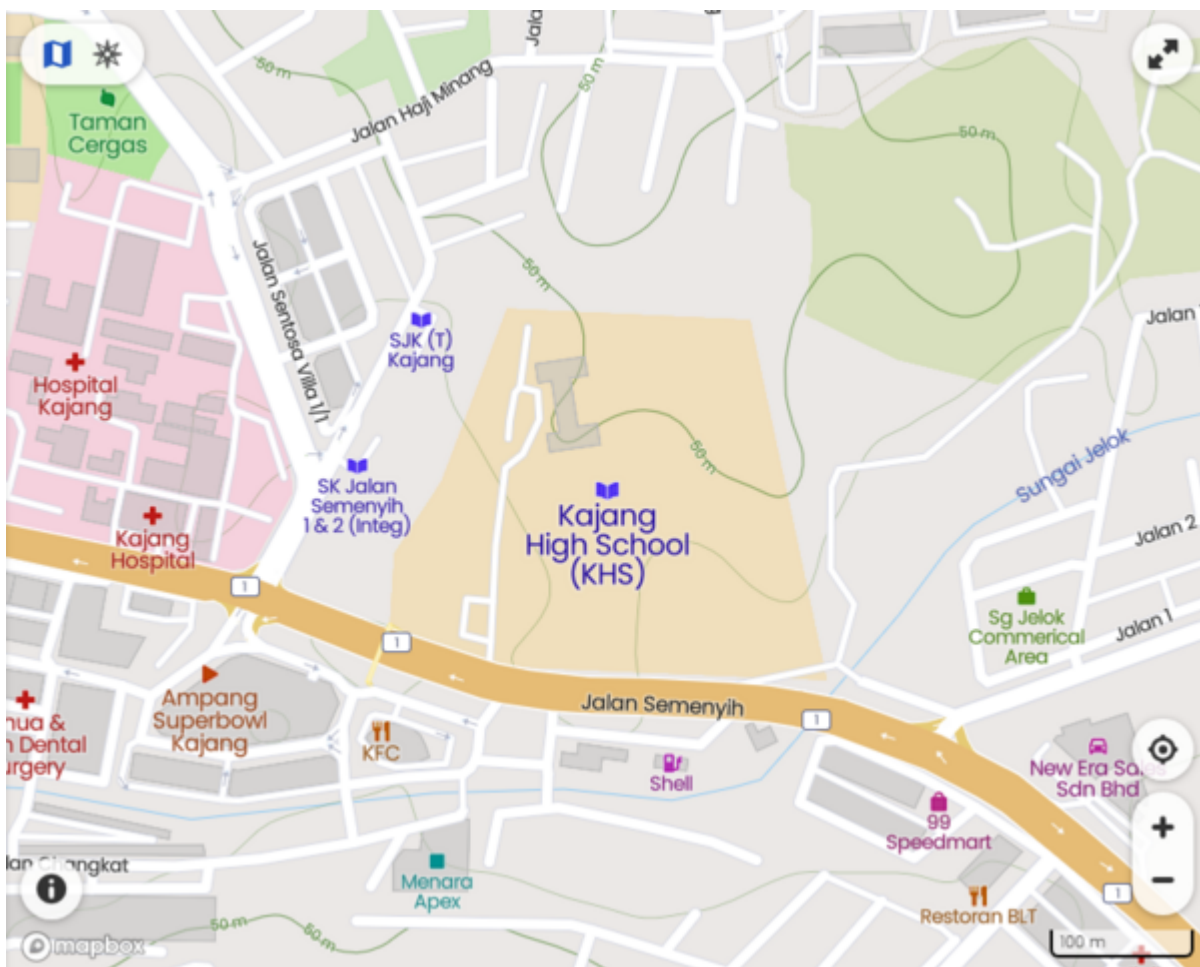 50 m
Jalan Haji Minang
50 m
50 m
Taman
Cergas
Jalan Sentosa Villa 1/1
50 m
SJK (T)
Kajang
Jalan
Hospital
Kajang
50 m
Sungai Jelok
SK Jalan
Semenyih
1 & 2 (Integ)
Kajang
High School
(KHS)
Kajang
Hospital
Jalan 2
1
Sg Jelok
Commerical
Area
Jalan 1
1
Ampang
Superbowl
Kajang
Jalan Semenyih
1
KFC
Shell
New Era Sales
Sdn Bhd
99
Speedmart
Menara
Apex
Restoran BLT
1
50 m
50 m
mapbox
100 m